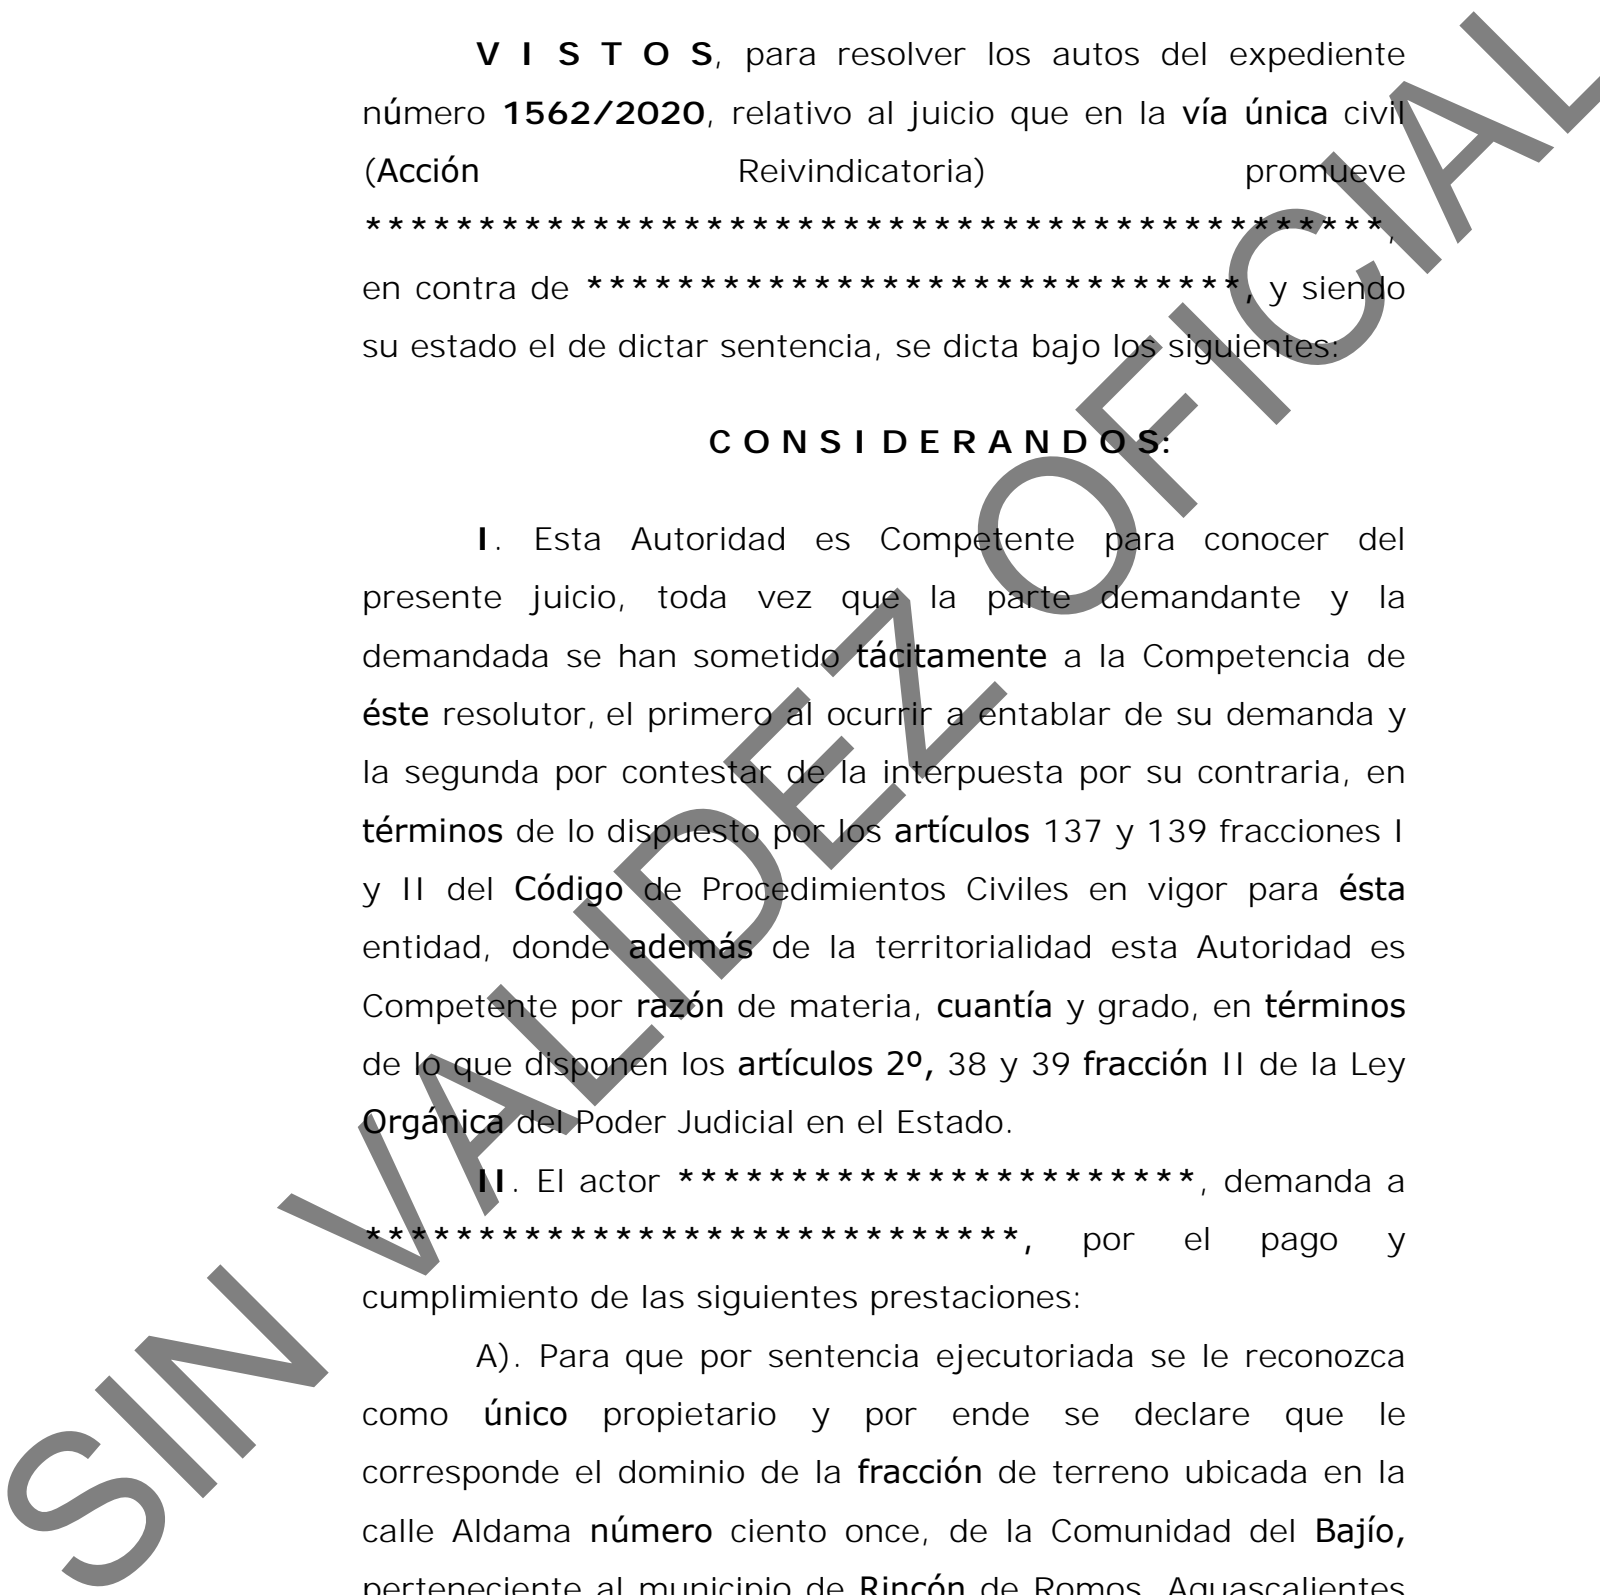 V I S T O S, para resolver los autos del expediente
número 1562/2020, relativo al juicio que en la vía única civil
(Acción Reivindicatoria) promueve
*********************************************,
en contra de *****************************, y siendo
su estado el de dictar sentencia, se dicta bajo los siguientes:
C O N S I D E R A N D O S:
I. Esta Autoridad es Competente para conocer del
presente juicio, toda vez que la parte demandante y la
demandada se han sometido tácitamente a la Competencia de
éste resolutor, el primero al ocurrir a entablar de su demanda y
la segunda por contestar de la interpuesta por su contraria, en
términos de lo dispuesto por los artículos 137 y 139 fracciones I
y II del Código de Procedimientos Civiles en vigor para ésta
entidad, donde además de la territorialidad esta Autoridad es
Competente por razón de materia, cuantía y grado, en términos
de lo que disponen los artículos 2º, 38 y 39 fracción II de la Ley
Orgánica del Poder Judicial en el Estado.
II. El actor ***********************, demanda a
*****************************, por el pago y
cumplimiento de las siguientes prestaciones:
A). Para que por sentencia ejecutoriada se le reconozca
como único propietario y por ende se declare que le
corresponde el dominio de la fracción de terreno ubicada en la
calle Aldama número ciento once, de la Comunidad del Bajío,
perteneciente al municipio de Rincón de Romos, Aguascalientes
SIN VALIDEZ OFICIAL